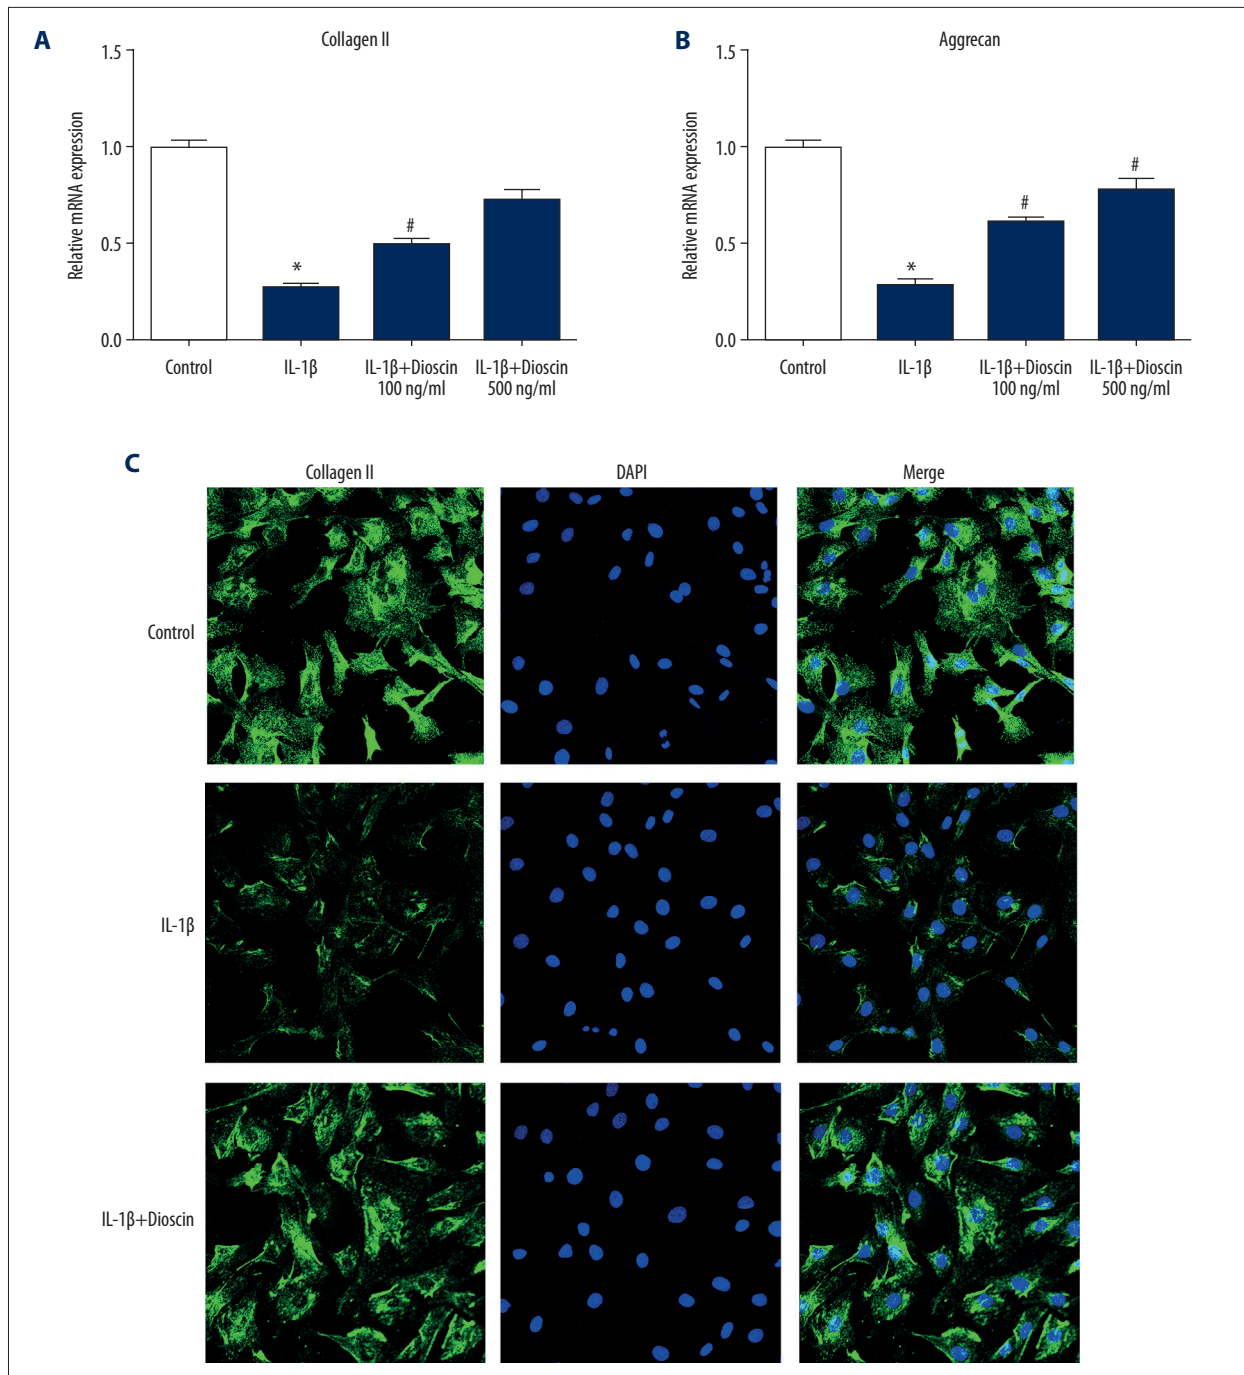 A
Collagen II
Relative mRNA expression
1.5
1.0
0.5
0.0
*
#
Control
IL-1β
IL-1β+Dioscin
100 ng/ml
IL-1β+Dioscin
500 ng/ml
B
Aggrecan
Relative mRNA expression
1.5
1.0
0.5
0.0
*
#
#
Control
IL-1β
IL-1β+Dioscin
100 ng/ml
IL-1β+Dioscin
500 ng/ml
C
Collagen II
DAPI
Merge
Control
IL-1β
IL-1β+Dioscin